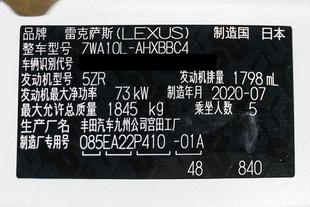 品牌 雷克萨斯(LEXUS) 制造国 日本
整车型号 7WA10L-AHXBBC4
车辆识别代号
发动机型号 5ZR 发动机排量 1798 mL
发动机最大净功率 73 kW 制造年月 2020-07
最大允许总质量 1845 kg 乘坐人数 5
生产厂名 丰田汽车九州公司宫田工厂
制造厂专用号 085EA22P410 -01A
48 840